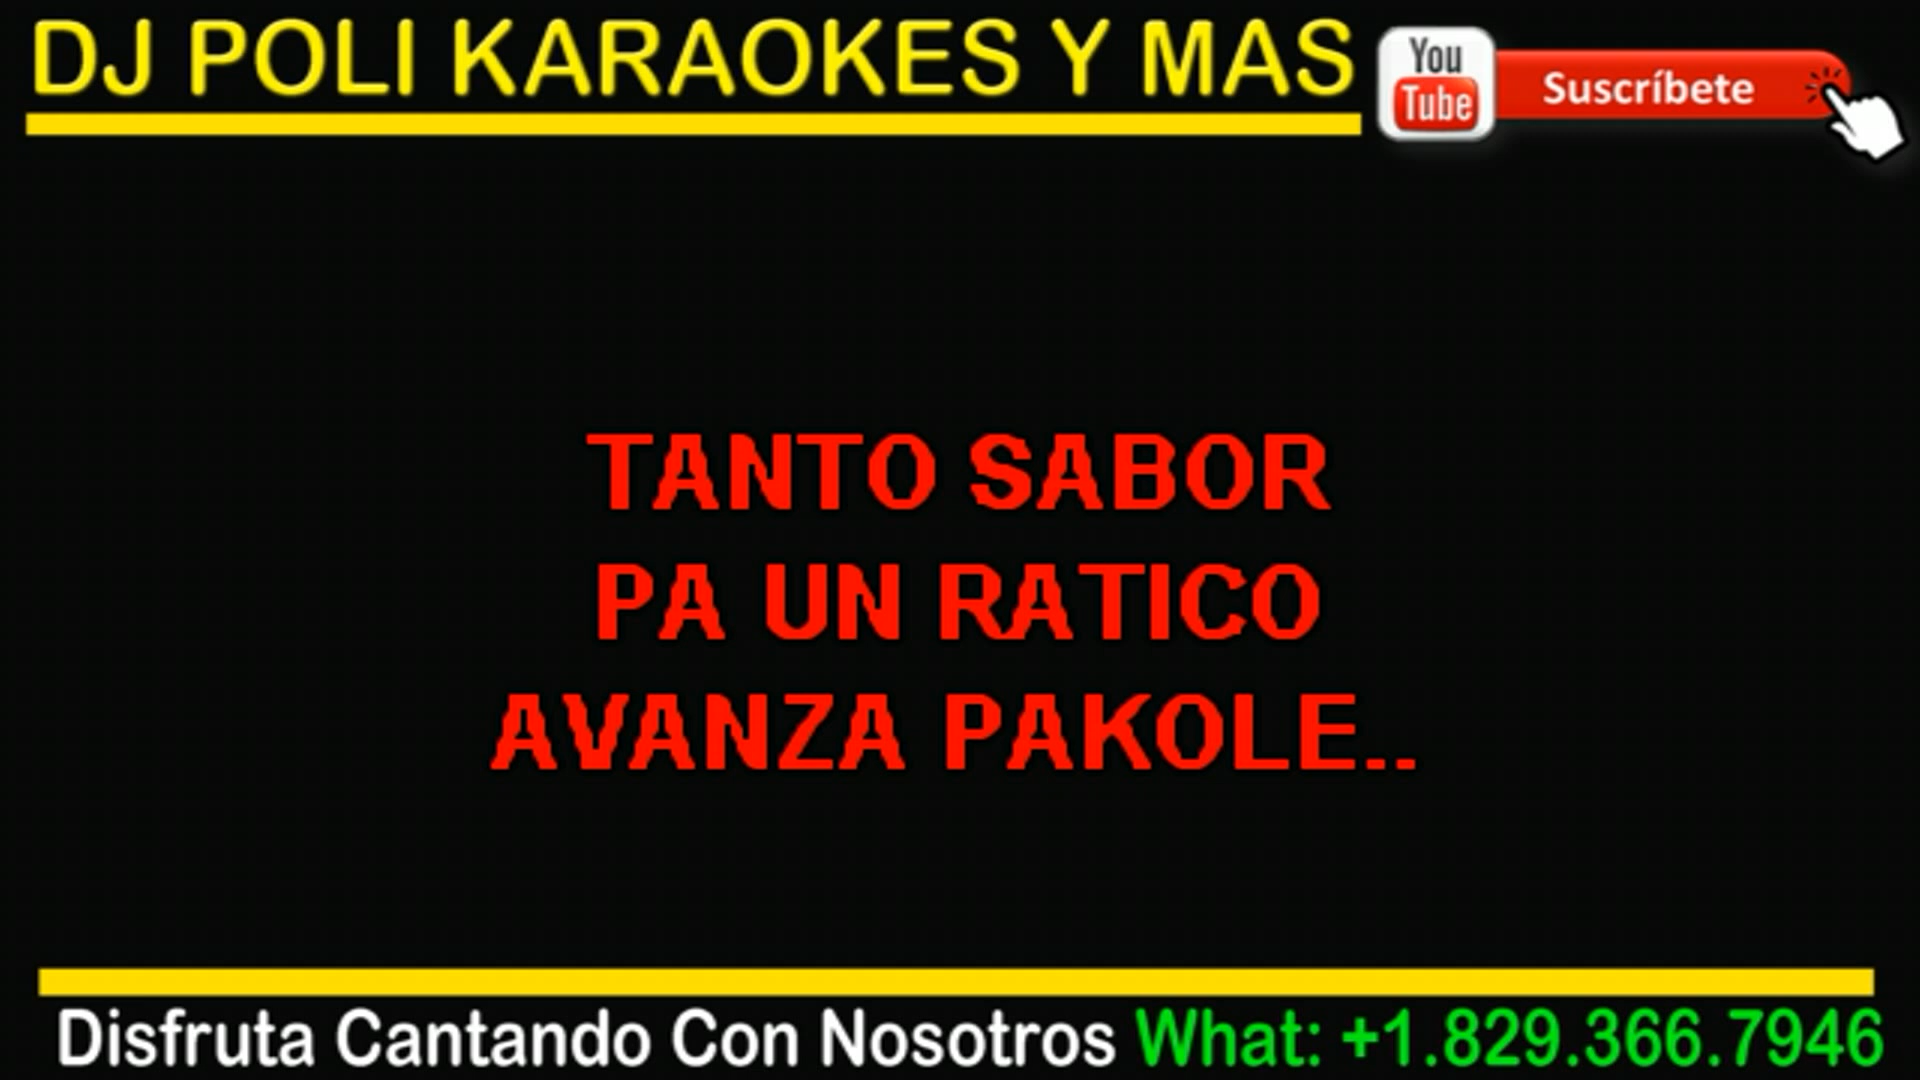 DJ POLI KARAOKES Y MAS
You
Tube
Suscríbete
TANTO SABOR
PA UN RATICO
AVANZA PAKOLE..
Disfruta Cantando Con Nosotros What: +1.829.366.7946